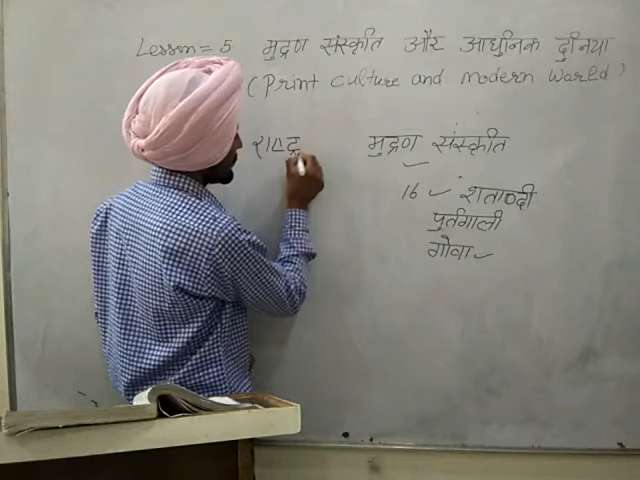 Lesson = 5 मुद्रण संस्कृति और आधुनिक दुनिया
(Print culture and modern World)
मुद्रण संस्कृति
16 शताब्दी
पुर्तगाली
गोवा